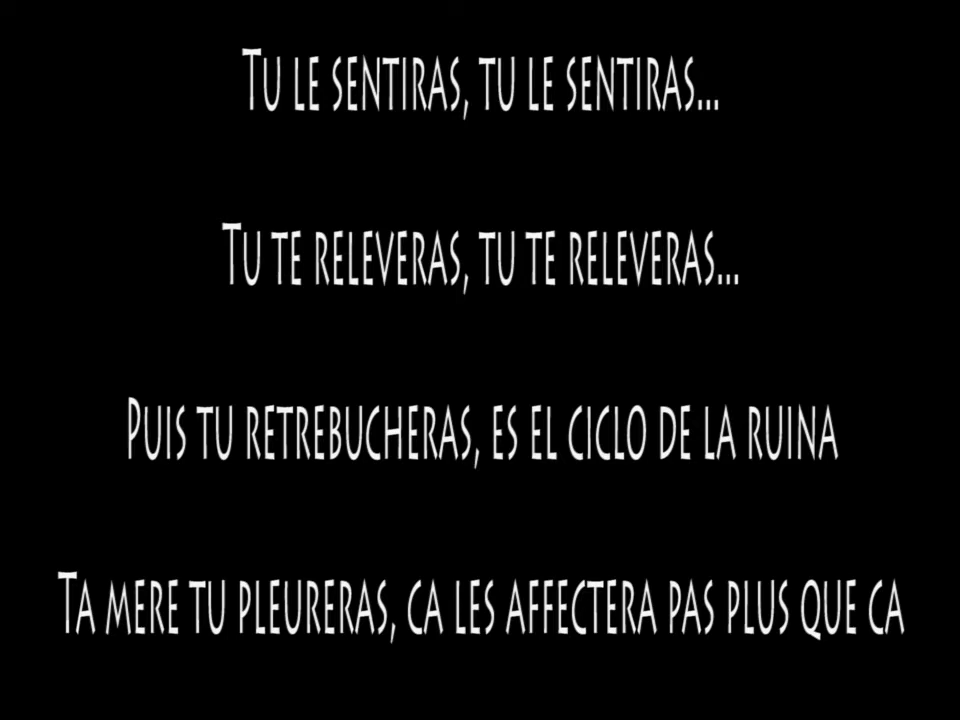 Tu le sentiras, tu le sentiras...
Tu te releveras, tu te releveras...
Puis tu retrebucheras, es el ciclo de la ruina
Ta mere tu pleureras, ca les affectera pas plus que ca